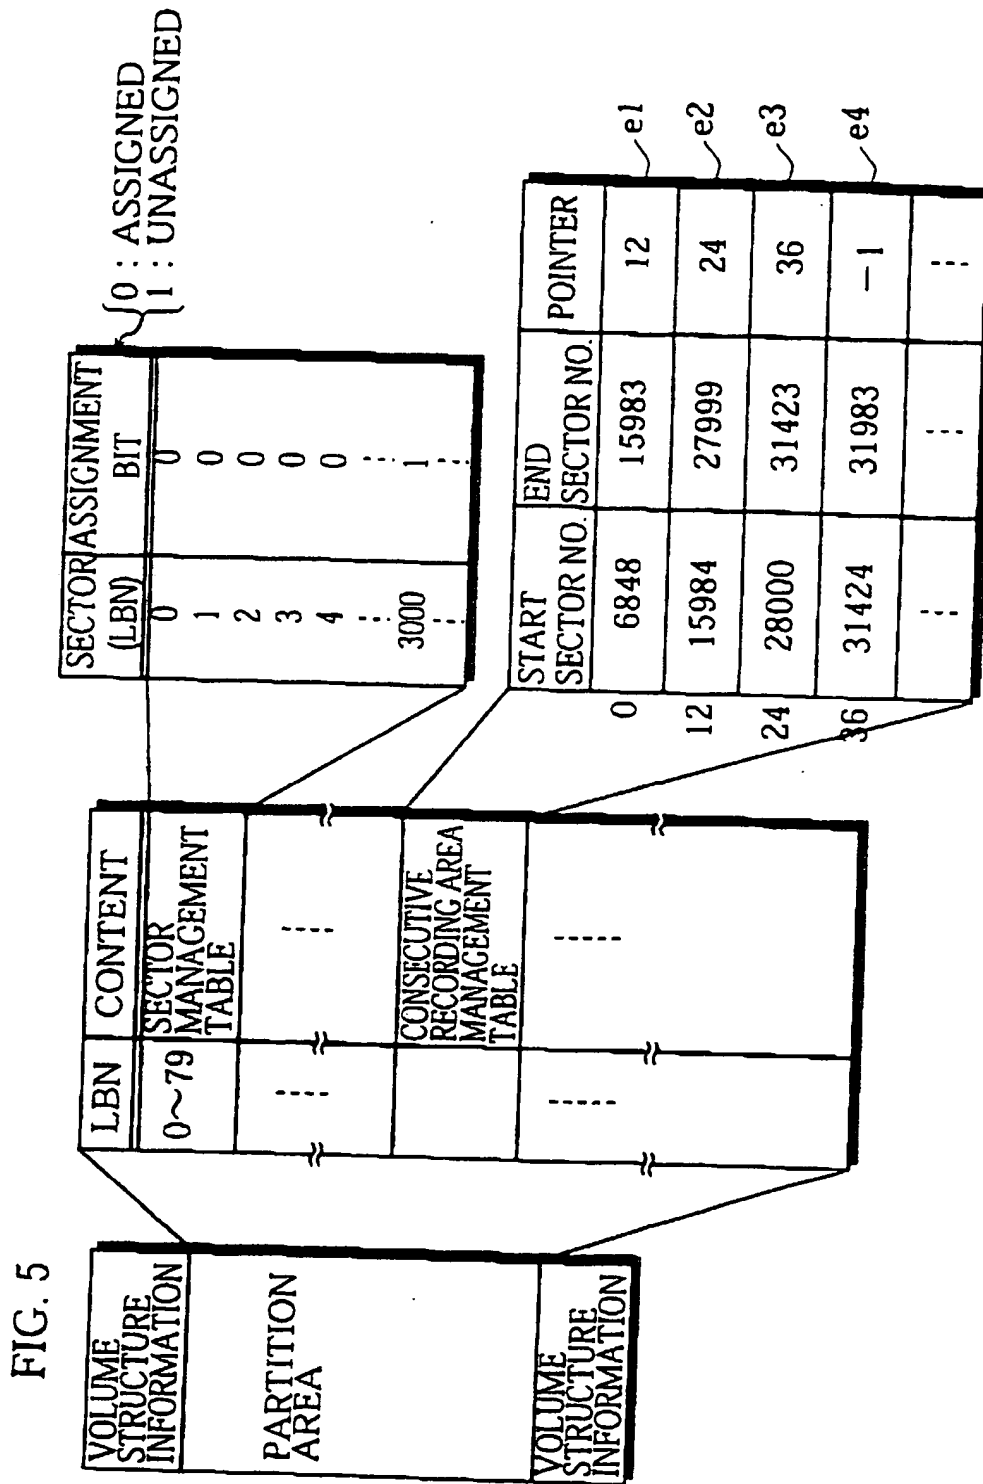 FIG. 5
VOLUME
STRUCTURE
INFORMATION
PARTITION
AREA
VOLUME
STRUCTURE
INFORMATION
LBN CONTENT
0~79 SECTOR
MANAGEMENT
TABLE
----- -----
CONSECUTIVE
RECORDING AREA
MANAGEMENT
TABLE
----- -----
SECTOR ASSIGNMENT
(LBN) BIT
0 0
1 0
2 0
3 0
4 0
--- ---
3000 1
--- ---
0 : ASSIGNED
1 : UNASSIGNED
START END POINTER
SECTOR NO. SECTOR NO.
0 6848 15983 12 e1
12 15984 27999 24 e2
24 28000 31423 36 e3
36 31424 31983 −1 e4
---- ---- ----